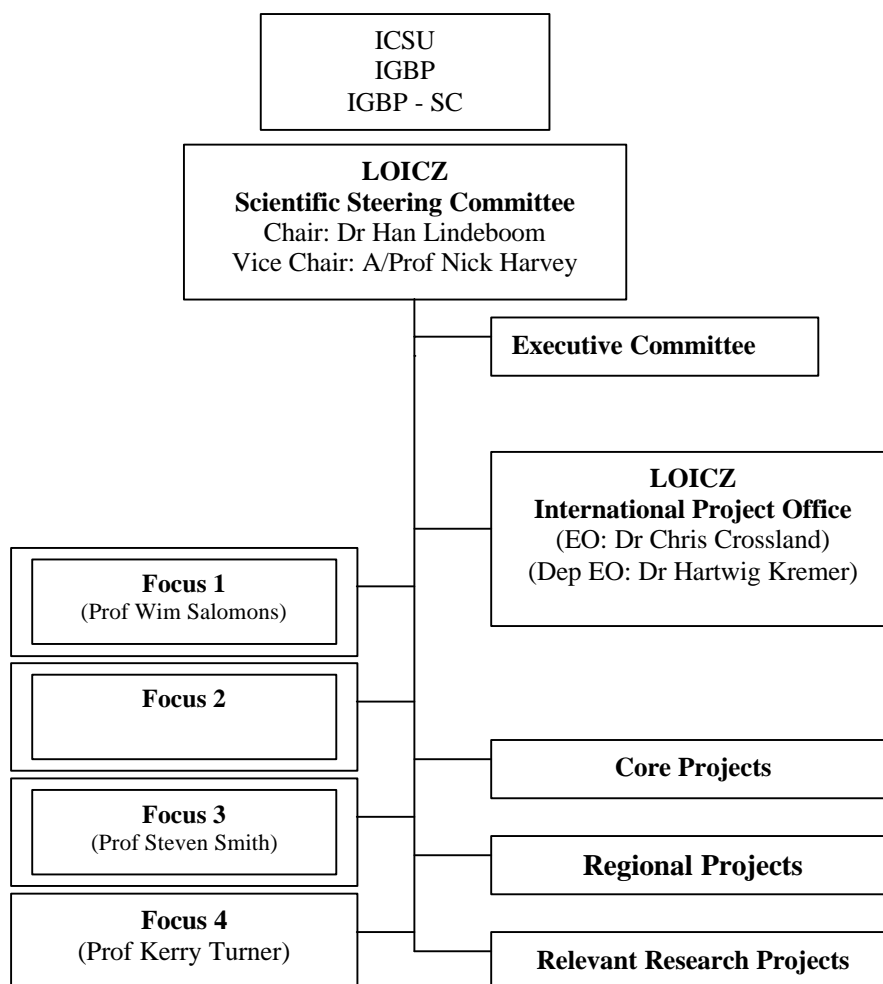 ICSU
IGBP
IGBP - SC
LOICZ
Scientific Steering Committee
Chair: Dr Han Lindeboom
Vice Chair: A/Prof Nick Harvey
Executive Committee
LOICZ
International Project Office
(EO: Dr Chris Crossland)
(Dep EO: Dr Hartwig Kremer)
Focus 1
(Prof Wim Salomons)
Focus 2
Core Projects
Focus 3
(Prof Steven Smith)
Regional Projects
Focus 4
(Prof Kerry Turner)
Relevant Research Projects